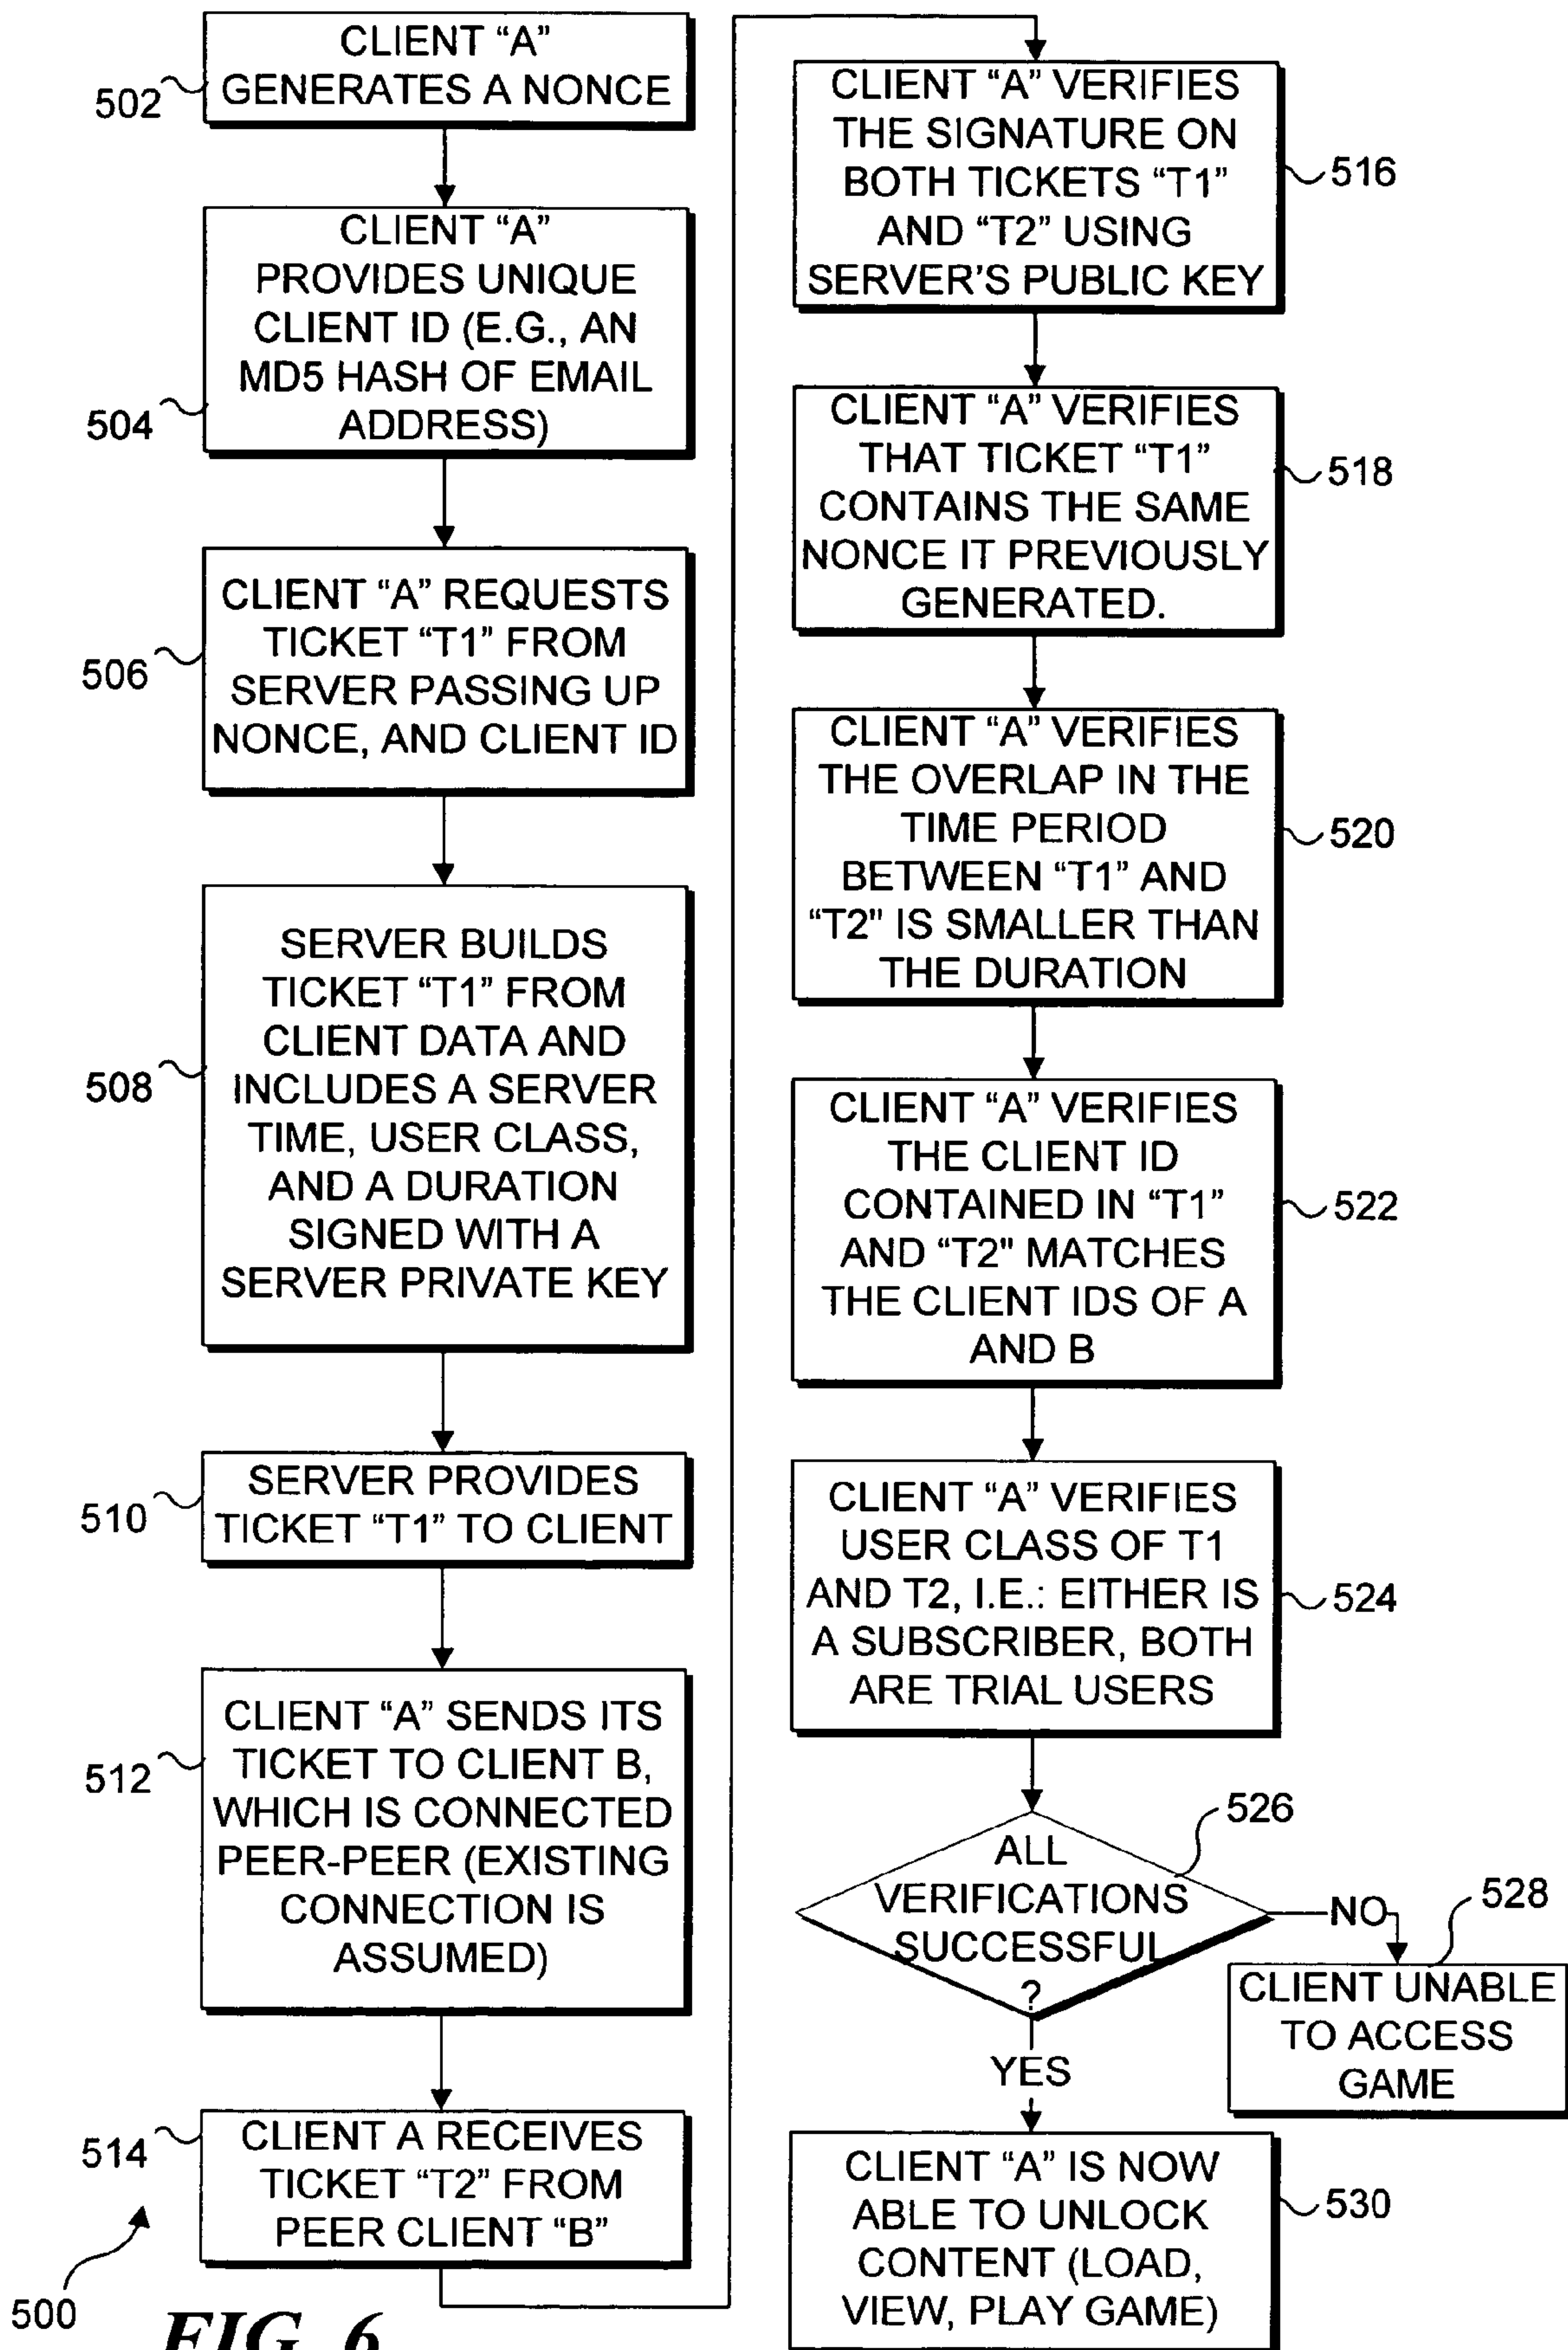 CLIENT “A”
GENERATES A NONCE
502
CLIENT “A”
PROVIDES UNIQUE
CLIENT ID (E.G., AN
MD5 HASH OF EMAIL
ADDRESS)
504
CLIENT “A” REQUESTS
TICKET “T1” FROM
SERVER PASSING UP
NONCE, AND CLIENT ID
506
SERVER BUILDS
TICKET “T1” FROM
CLIENT DATA AND
INCLUDES A SERVER
TIME, USER CLASS,
AND A DURATION
SIGNED WITH A
SERVER PRIVATE KEY
508
SERVER PROVIDES
TICKET “T1” TO CLIENT
510
CLIENT “A” SENDS ITS
TICKET TO CLIENT B,
WHICH IS CONNECTED
PEER-PEER (EXISTING
CONNECTION IS
ASSUMED)
512
CLIENT A RECEIVES
TICKET “T2” FROM
PEER CLIENT “B”
514
500
FIG. 6
CLIENT “A” VERIFIES
THE SIGNATURE ON
BOTH TICKETS “T1”
AND “T2” USING
SERVER’S PUBLIC KEY
516
CLIENT “A” VERIFIES
THAT TICKET “T1”
CONTAINS THE SAME
NONCE IT PREVIOUSLY
GENERATED.
518
CLIENT “A” VERIFIES
THE OVERLAP IN THE
TIME PERIOD
BETWEEN “T1” AND
“T2” IS SMALLER THAN
THE DURATION
520
CLIENT “A” VERIFIES
THE CLIENT ID
CONTAINED IN “T1”
AND “T2” MATCHES
THE CLIENT IDS OF A
AND B
522
CLIENT “A” VERIFIES
USER CLASS OF T1
AND T2, I.E.: EITHER IS
A SUBSCRIBER, BOTH
ARE TRIAL USERS
524
ALL
VERIFICATIONS
SUCCESSFUL
?
526
NO
528
CLIENT UNABLE
TO ACCESS
GAME
YES
CLIENT “A” IS NOW
ABLE TO UNLOCK
CONTENT (LOAD,
VIEW, PLAY GAME)
530